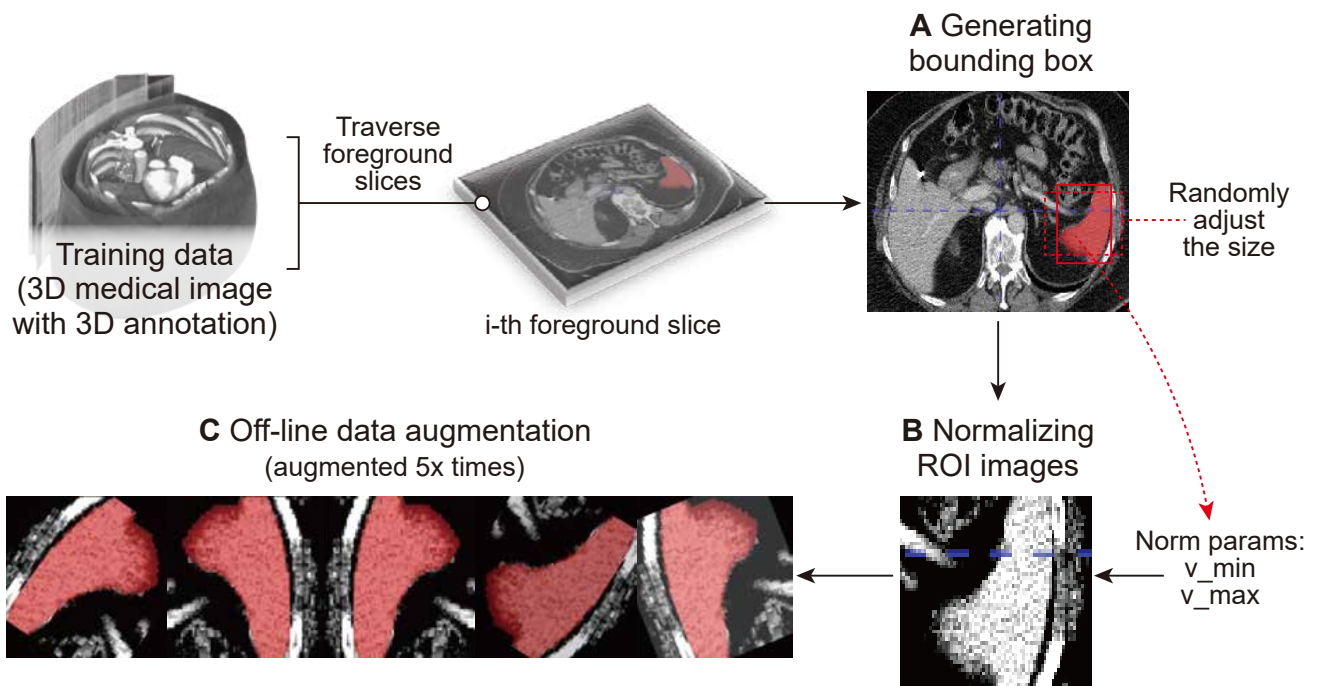 A Generating
bounding box
Traverse
foreground
slices
Training data
(3D medical image
with 3D annotation)
i-th foreground slice
Randomly
adjust
the size
C Off-line data augmentation
(augmented 5x times)
B Normalizing
ROI images
Norm params:
v_min
v_max